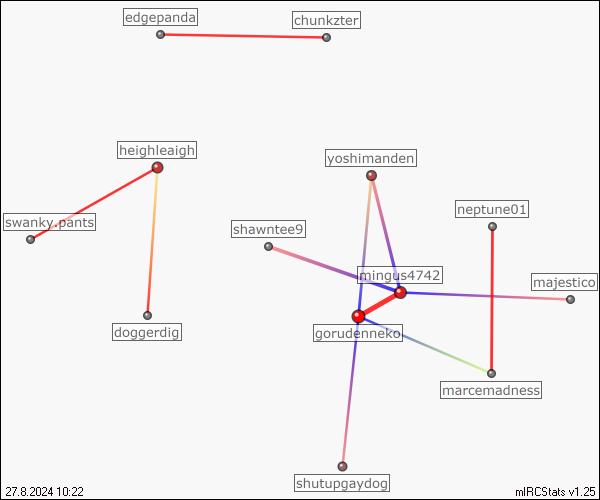 edgepanda
chunkzter
heighleaigh
yoshimanden
neptune01
swanky.pants
shawntee9
mingus4742
majestico
doggerdig
gorudenneko
marcemadness
shutupgaydog
27.8.2024 10:22
mIRCStats v1.25